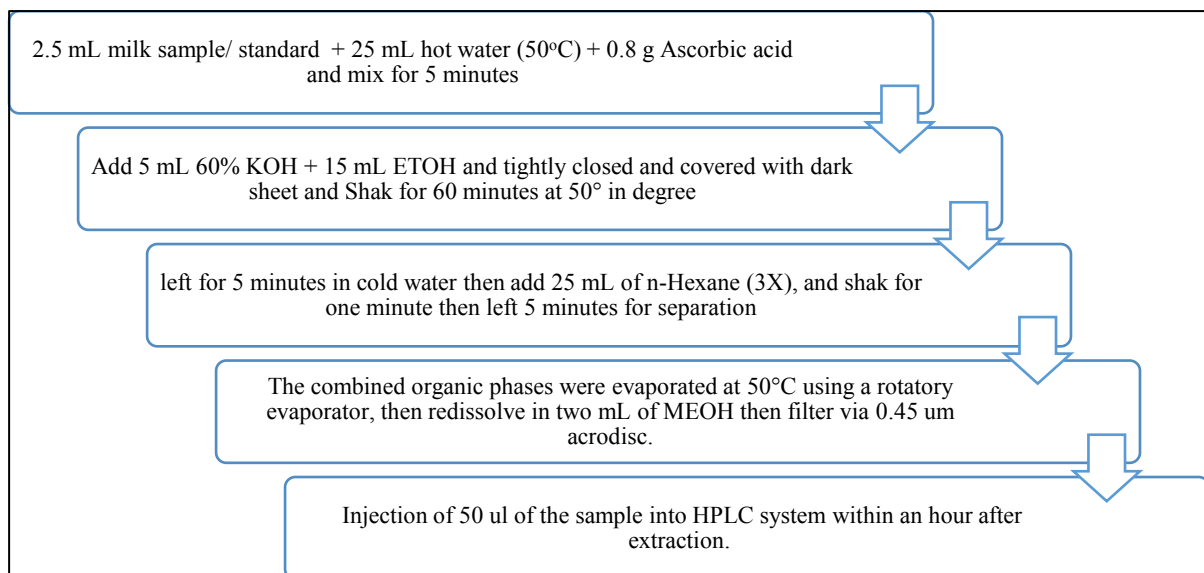 2.5 mL milk sample/ standard + 25 mL hot water (50oC) + 0.8 g Ascorbic acid
and mix for 5 minutes
Add 5 mL 60% KOH + 15 mL ETOH and tightly closed and covered with dark
sheet and Shak for 60 minutes at 50° in degree
left for 5 minutes in cold water then add 25 mL of n-Hexane (3X), and shak for
one minute then left 5 minutes for separation
The combined organic phases were evaporated at 50°C using a rotatory
evaporator, then redissolve in two mL of MEOH then filter via 0.45 um
acrodisc.
Injection of 50 ul of the sample into HPLC system within an hour after
extraction.